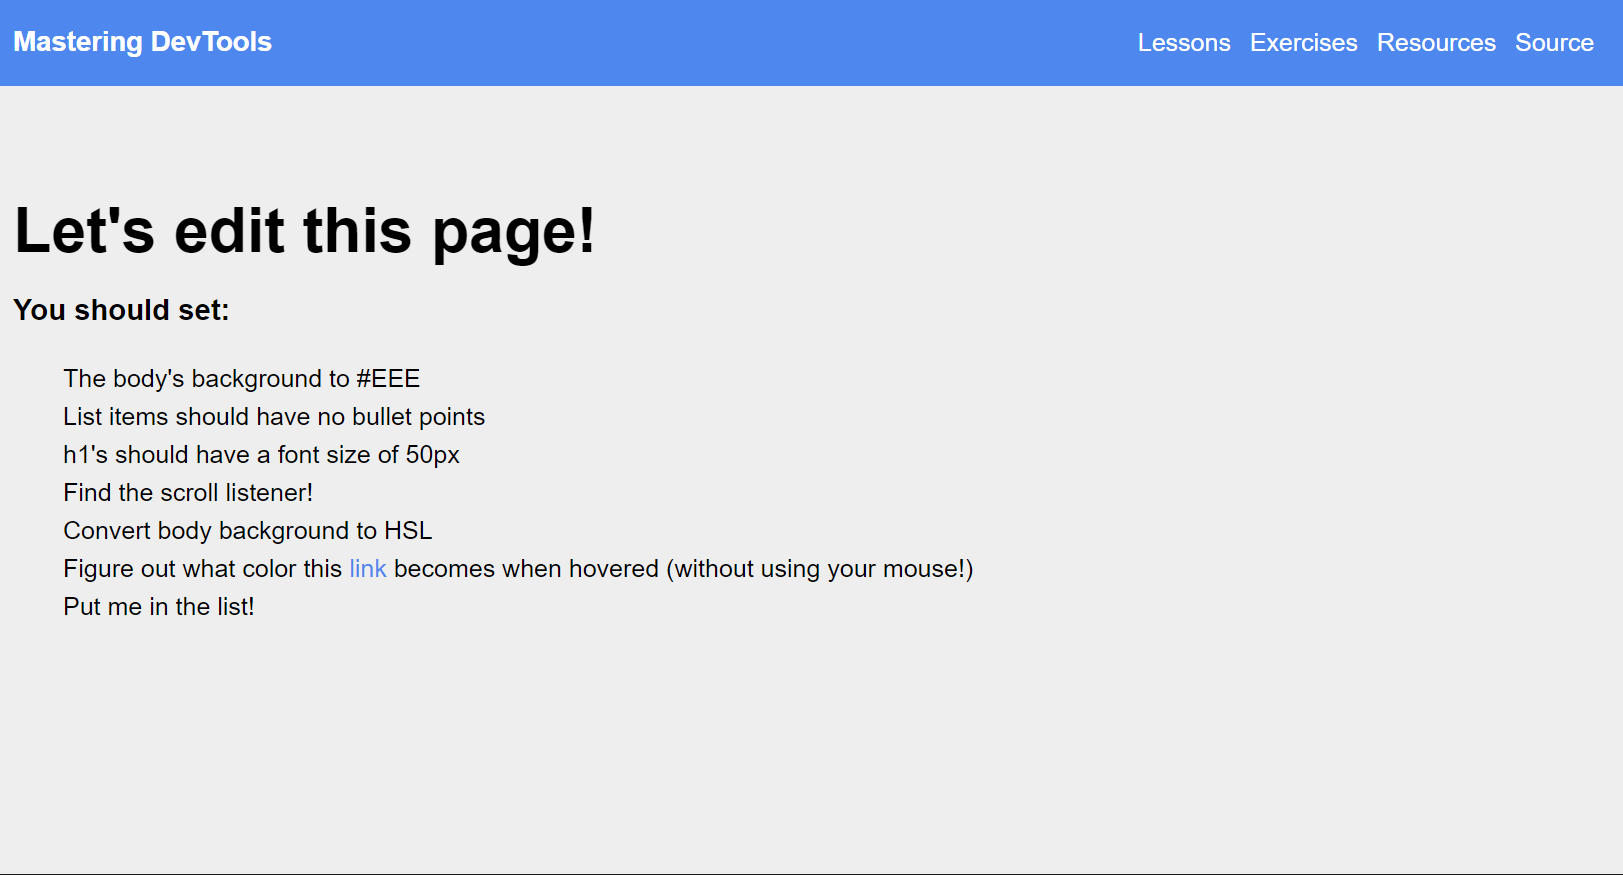 Mastering DevTools
Lessons Exercises Resources Source
Let's edit this page!
You should set:
The body's background to #EEE
List items should have no bullet points
h1's should have a font size of 50px
Find the scroll listener!
Convert body background to HSL
Figure out what color this link becomes when hovered (without using your mouse!)
Put me in the list!